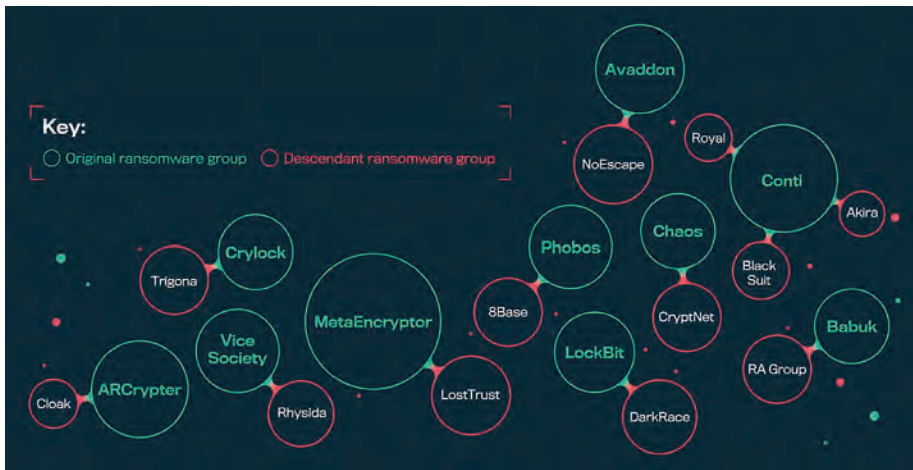 Avaddon
Key:
Original ransomware group
Descendant ransomware group
Royal
NoEscape
Conti
Akira
Crylock
Trigona
Phobos
Chaos
Black
Suit
8Base
CryptNet
MetaEncryptor
Vice
Society
LockBit
Babuk
RA Group
ARCrypter
Cloak
Rhysida
LostTrust
DarkRace